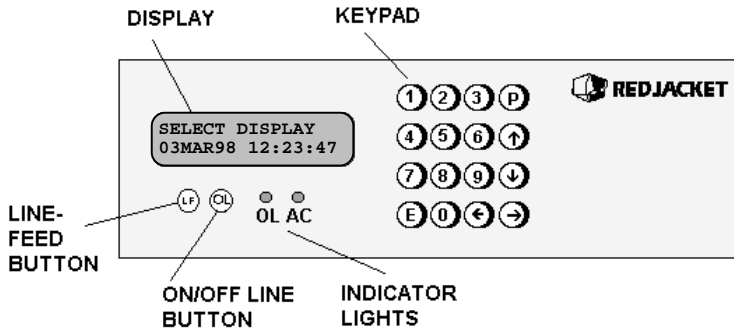 DISPLAY
KEYPAD
SELECT DISPLAY
03MAR98 12:23:47
1 2 3 P
4 5 6 ↑
7 8 9 ↓
E 0 ← →
REDJACKET
LF OL
OL AC
LINE-
FEED
BUTTON
ON/OFF LINE
BUTTON
INDICATOR
LIGHTS